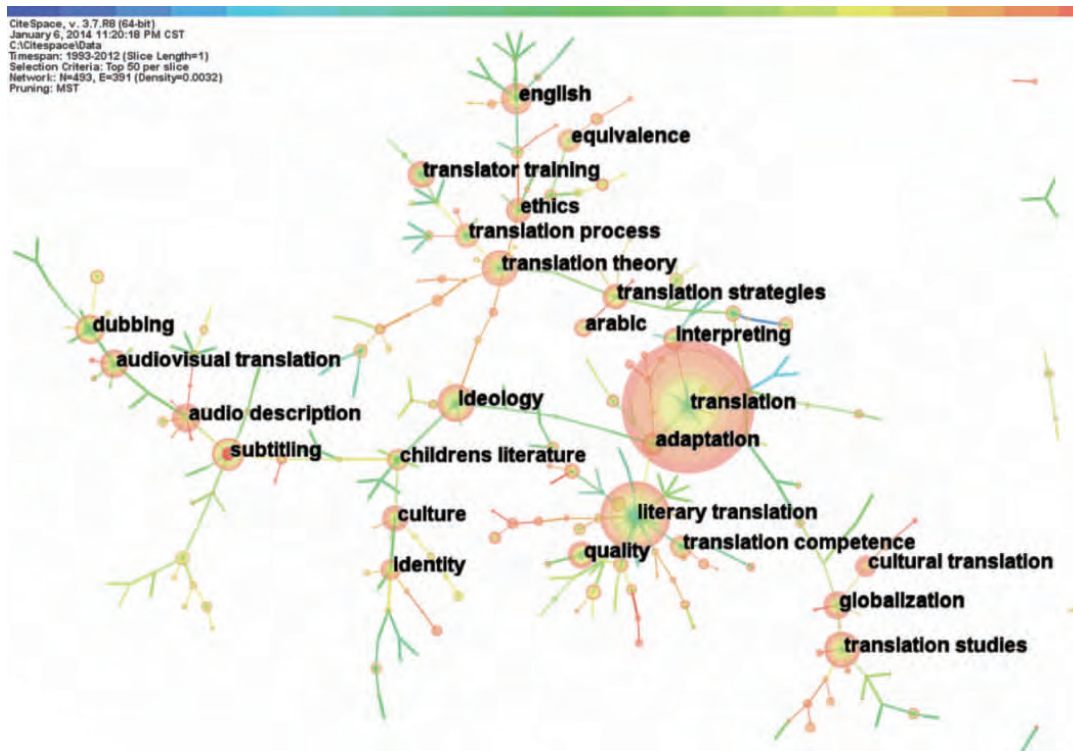 CiteSpace, v. 3.7.R8 (64-bit)
January 6, 2014 11:20:18 PM CST
C:\Citespace\Data
Timespan: 1993-2012 (Slice Length=1)
Selection Criteria: Top 50 per slice
Network: N=493, E=391 (Density=0.0032)
Pruning: MST
english
equivalence
translator training
ethics
translation process
translation theory
translation strategies
arabic
interpreting
dubbing
audiovisual translation
ideology
translation
audio description
adaptation
subtitling
childrens literature
culture
literary translation
quality
translation competence
identity
cultural translation
globalization
translation studies